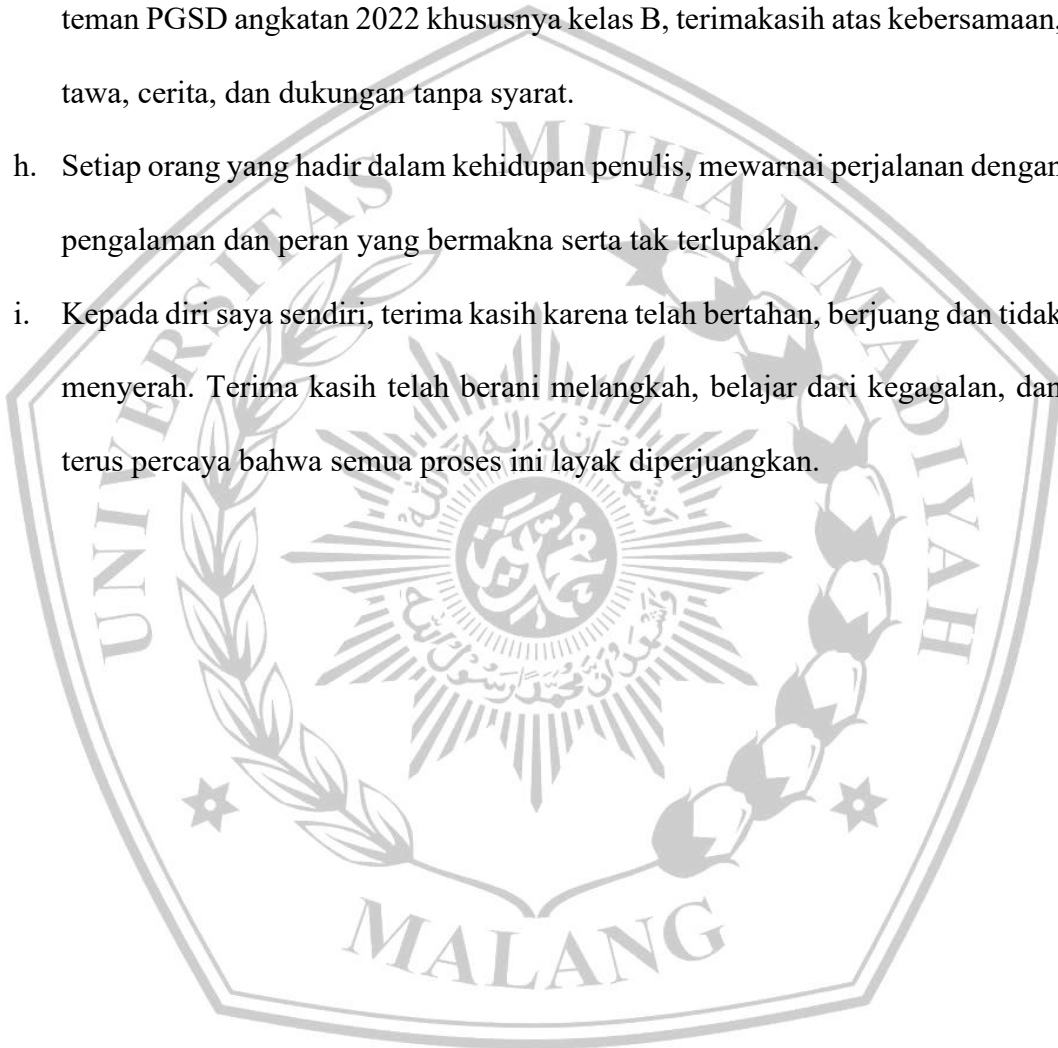 teman PGSD angkatan 2022 khususnya kelas B, terimakasih atas kebersamaan,
tawa, cerita, dan dukungan tanpa syarat.
h. Setiap orang yang hadir dalam kehidupan penulis, mewarnai perjalanan dengan
pengalaman dan peran yang bermakna serta tak terlupakan.
i. Kepada diri saya sendiri, terima kasih karena telah bertahan, berjuang dan tidak
menyerah. Terima kasih telah berani melangkah, belajar dari kegagalan, dan
terus percaya bahwa semua proses ini layak diperjuangkan.
UNIVERSITAS MUHAMMADIYAH
MALANG